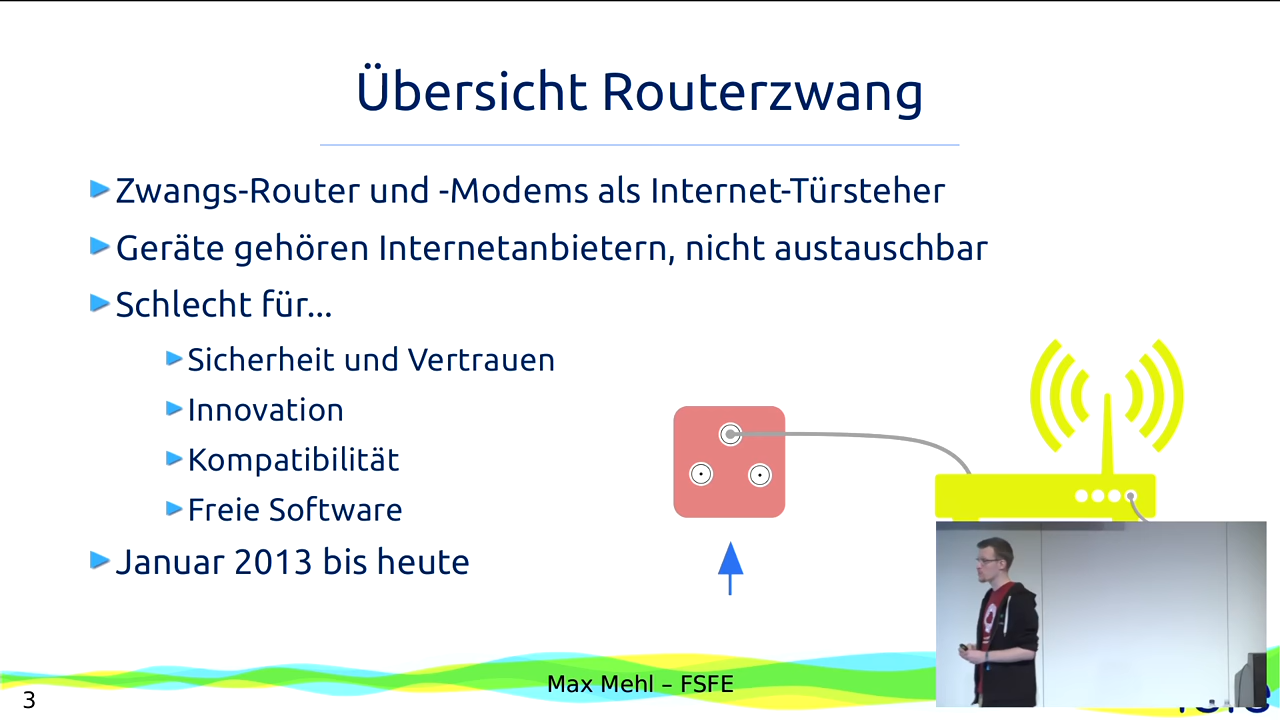 Übersicht Routerzwang
Zwangs-Router und -Modems als Internet-Türsteher
Geräte gehören Internetanbietern, nicht austauschbar
Schlecht für...
Sicherheit und Vertrauen
Innovation
Kompatibilität
Freie Software
Januar 2013 bis heute
Max Mehl – FSFE
3